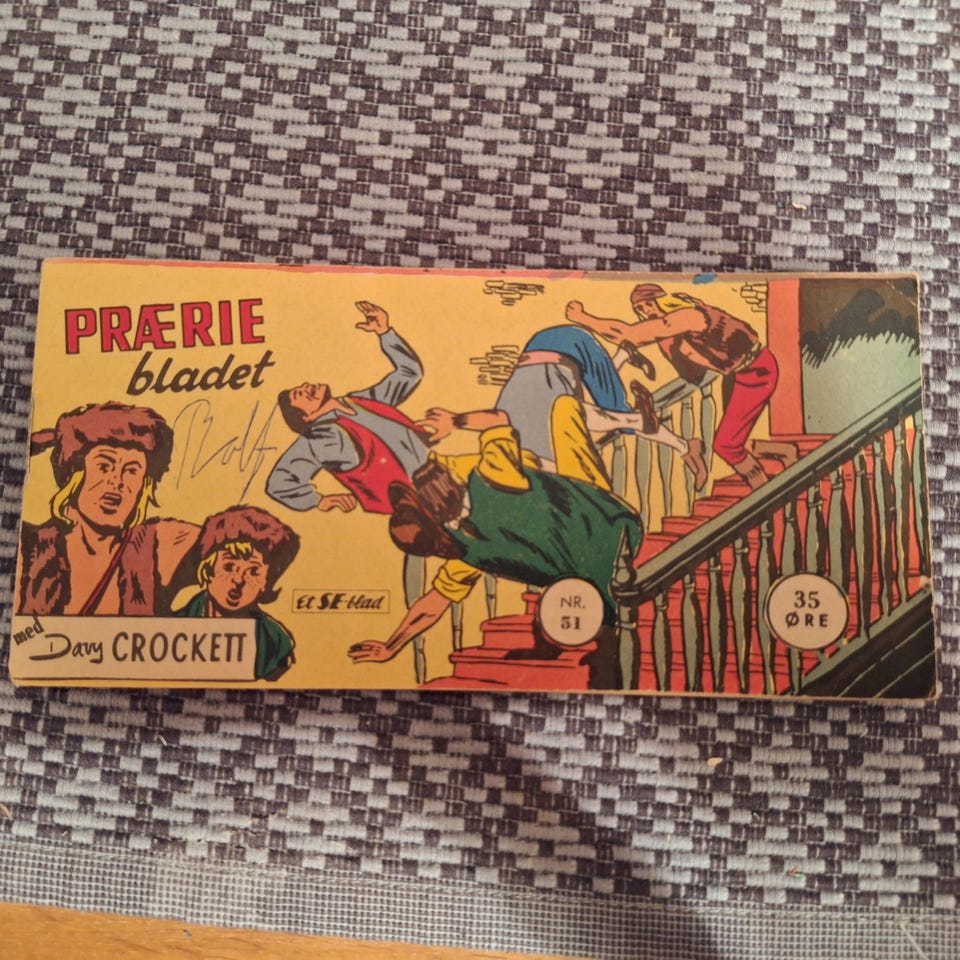 PRÆRIE
bladet
Rolf
Et SE-blad
NR.
51
35
ØRE
med Davy CROCKETT